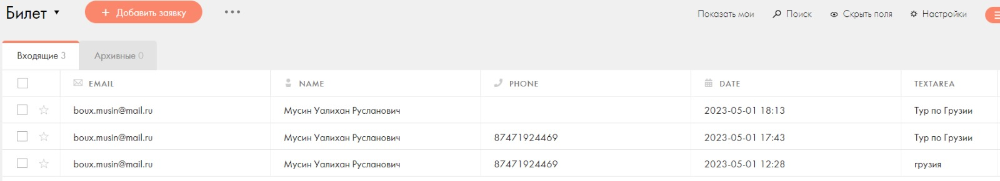 Билет
+ Добавить заявку
Показать мои Поиск Скрыть поля Настройки
Входящие 3 Архивные 0
EMAIL NAME PHONE DATE TEXTAREA
boux.musin@mail.ru Мусин Уалихан Русланович 2023-05-01 18:13 Тур по Грузии
boux.musin@mail.ru Мусин Уалихан Русланович 87471924469 2023-05-01 17:43 Тур по Грузии
boux.musin@mail.ru Мусин Уалихан Русланович 87471924469 2023-05-01 12:28 грузия